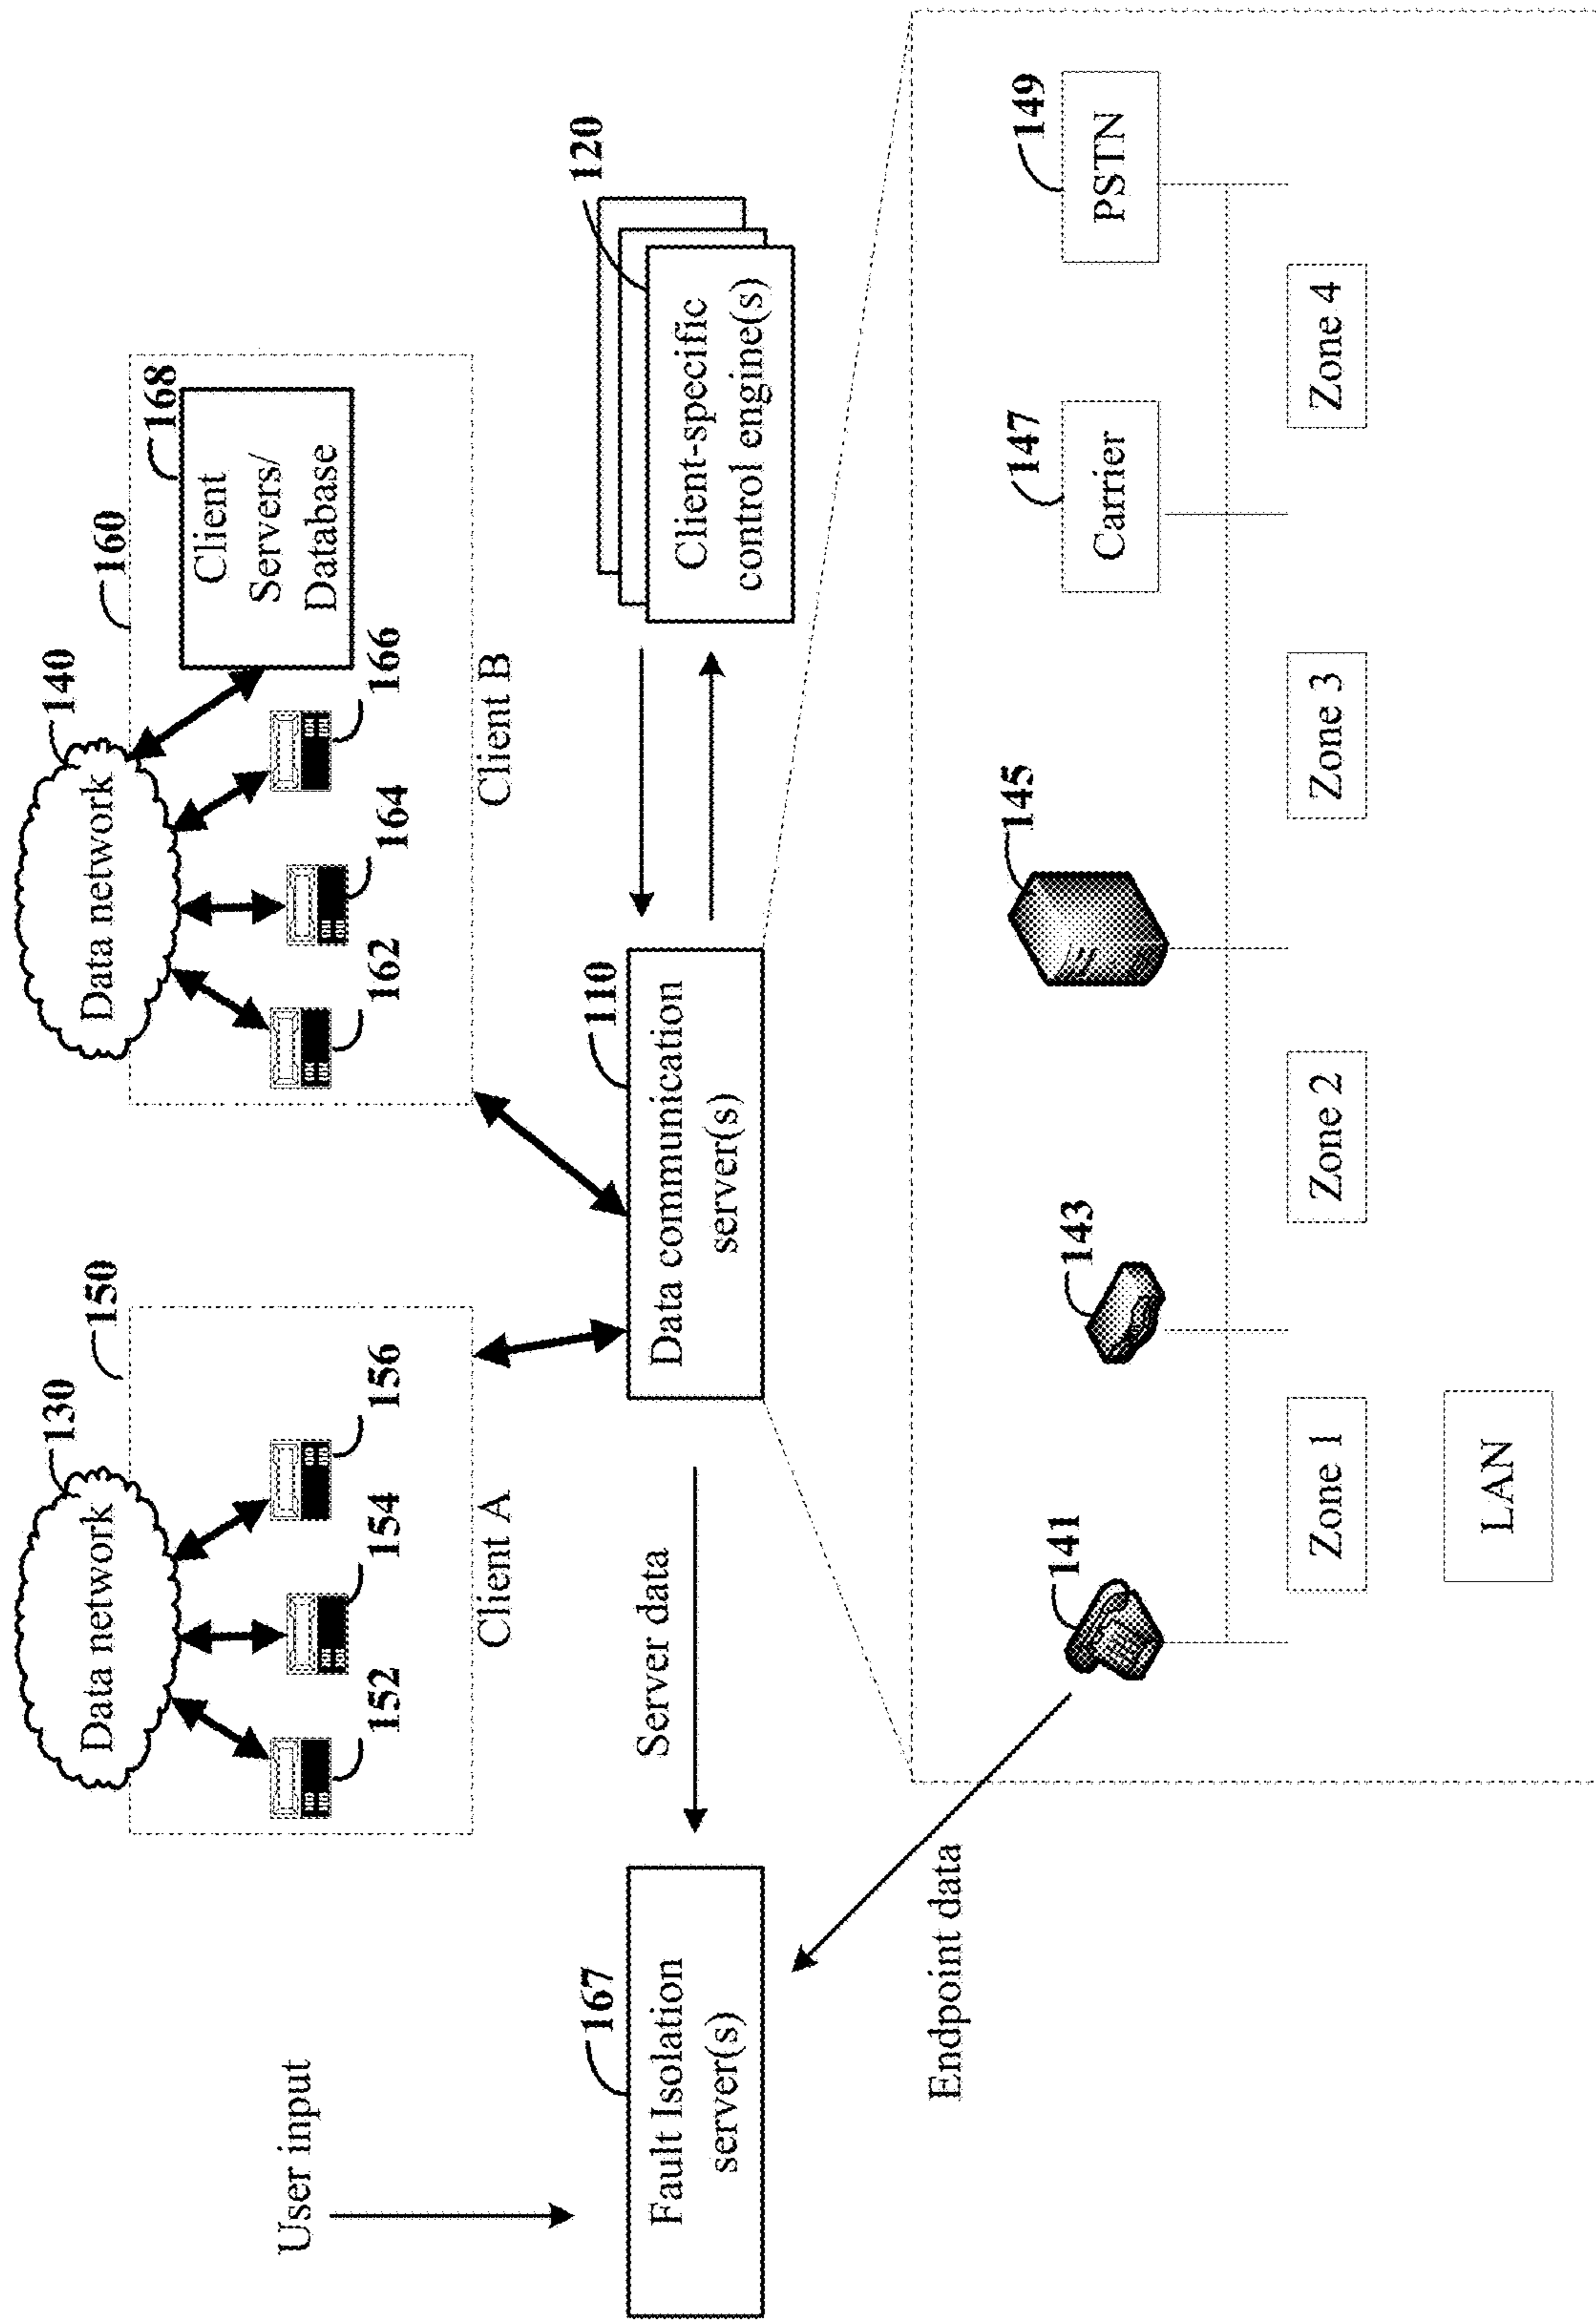 130
Data network
150
152
154
156
Client A
140
Data network
160
168
Client
Servers/
Database
162
164
166
Client B
User input
167
Fault Isolation
server(s)
Server data
110
Data communication
server(s)
120
Client-specific
control engine(s)
Endpoint data
141
143
145
147
Carrier
149
PSTN
Zone 1
Zone 2
Zone 3
Zone 4
LAN